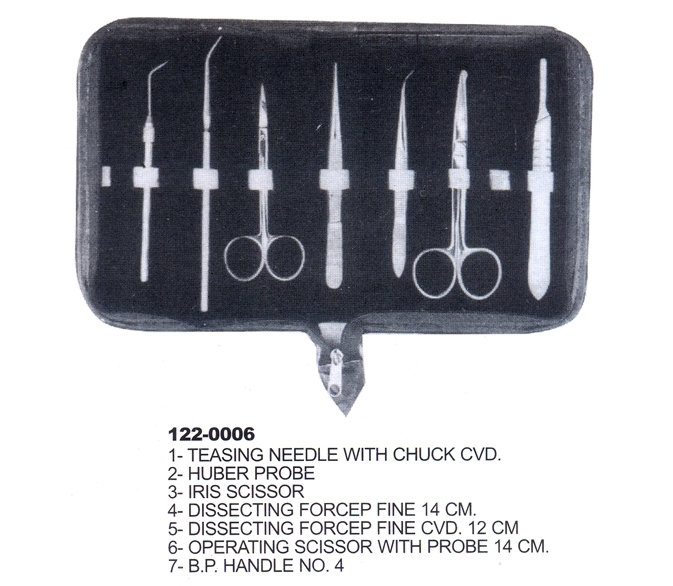 122-0006
1- TEASING NEEDLE WITH CHUCK CVD.
2- HUBER PROBE
3- IRIS SCISSOR
4- DISSECTING FORCEP FINE 14 CM.
5- DISSECTING FORCEP FINE CVD. 12 CM
6- OPERATING SCISSOR WITH PROBE 14 CM.
7- B.P. HANDLE NO. 4